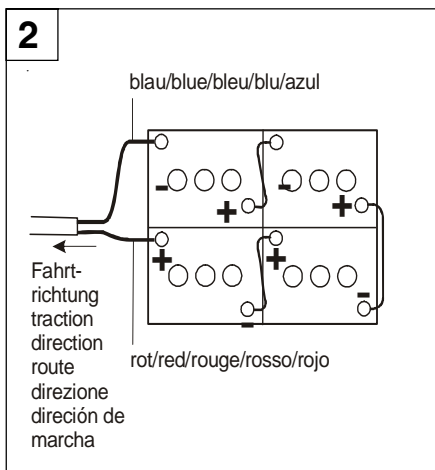 2
blau/blue/bleu/blu/azul
- - 
+ +
+ +
- -
Fahrt-
richtung
traction
direction
route
direzione
direción de
marcha
rot/red/rouge/rosso/rojo